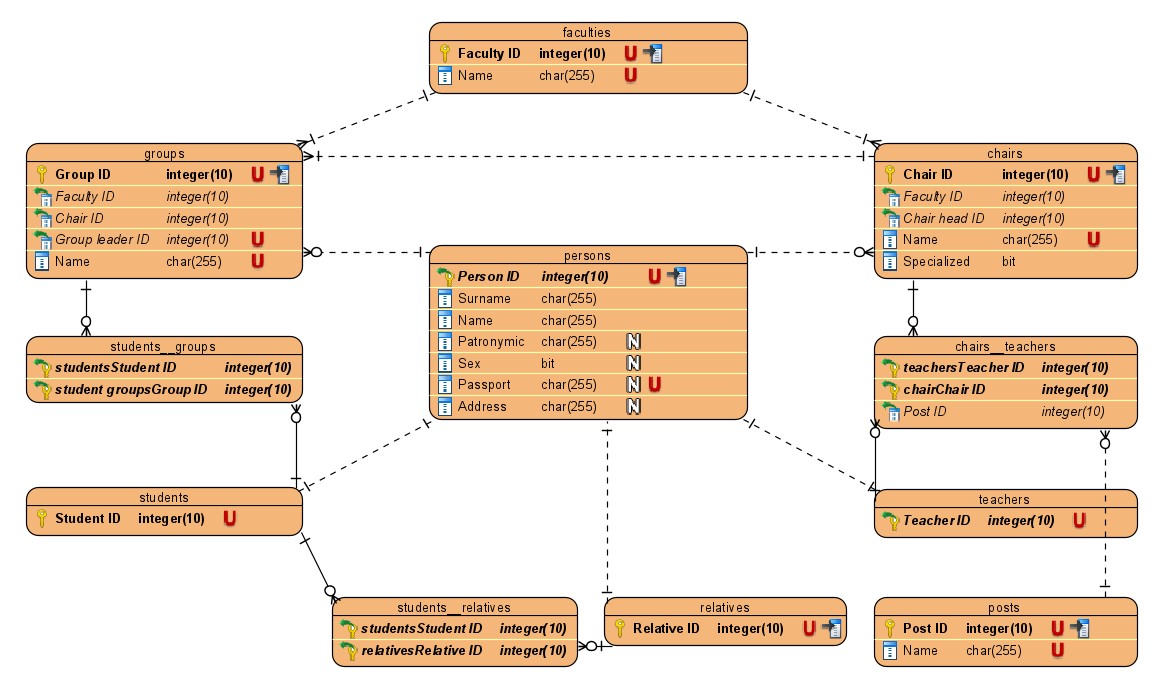 faculties
Faculty ID integer(10) U
Name char(255) U
groups
Group ID integer(10) U
Faculty ID integer(10)
Chair ID integer(10)
Group leader ID integer(10) U
Name char(255) U
chairs
Chair ID integer(10) U
Faculty ID integer(10)
Chair head ID integer(10)
Name char(255) U
Specialized bit
persons
Person ID integer(10) U
Surname char(255)
Name char(255)
Patronymic char(255) N
Sex bit N
Passport char(255) N U
Address char(255) N
students__groups
studentsStudent ID integer(10)
student groupsGroup ID integer(10)
chairs__teachers
teachersTeacher ID integer(10)
chairChair ID integer(10)
Post ID integer(10)
students
Student ID integer(10) U
teachers
Teacher ID integer(10) U
students__relatives
studentsStudent ID integer(10)
relativesRelative ID integer(10)
relatives
Relative ID integer(10) U
posts
Post ID integer(10) U
Name char(255) U